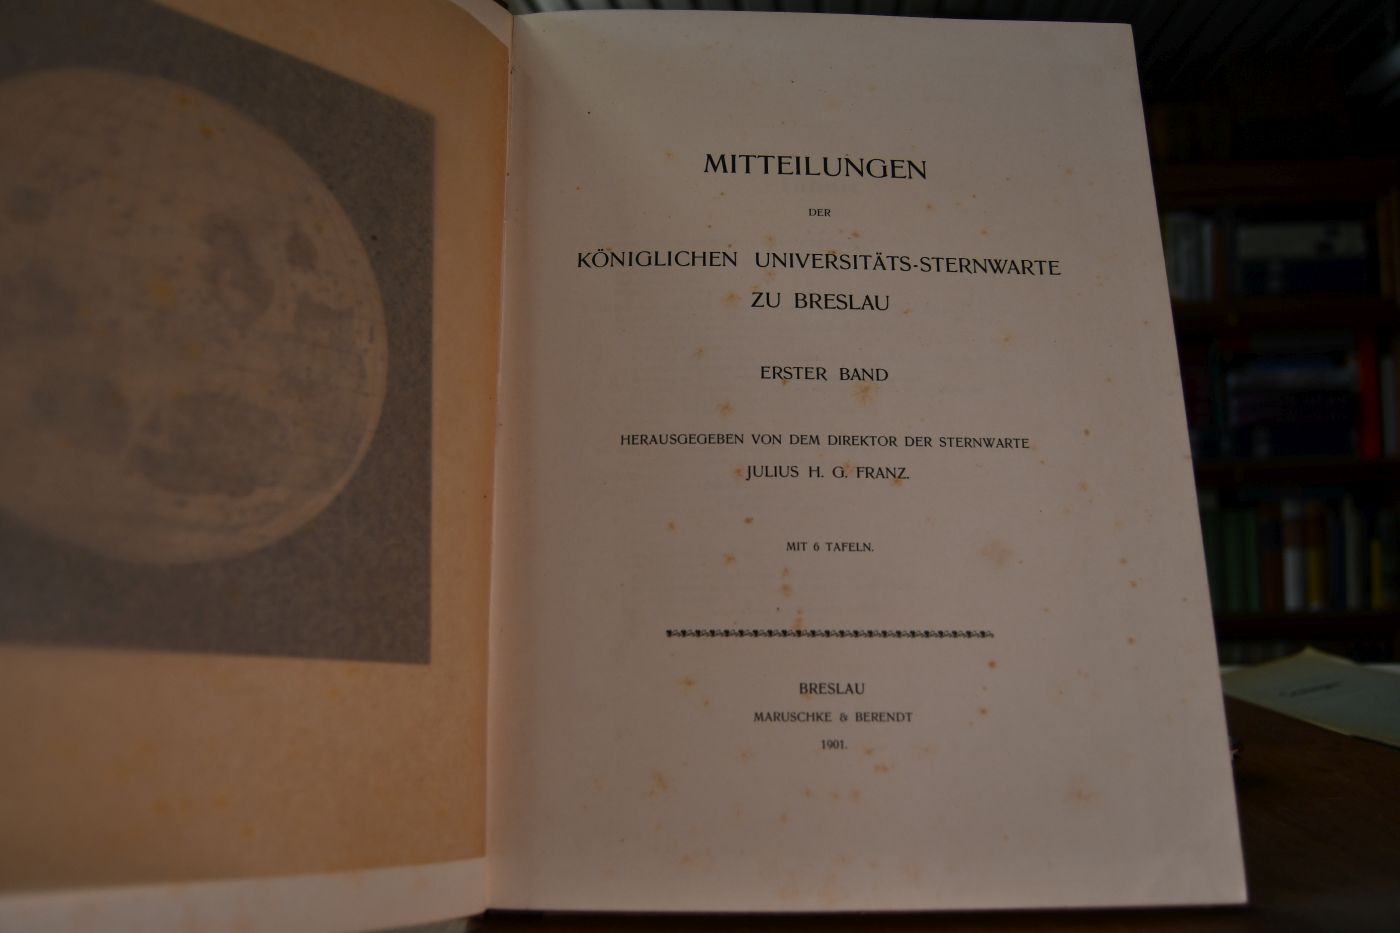 MITTEILUNGEN
DER
KÖNIGLICHEN UNIVERSITÄTS-STERNWARTE
ZU BRESLAU
ERSTER BAND
HERAUSGEGEBEN VON DEM DIREKTOR DER STERNWARTE
JULIUS H. G. FRANZ.
MIT 6 TAFELN.
BRESLAU
MARUSCHKE & BERENDT
1901.